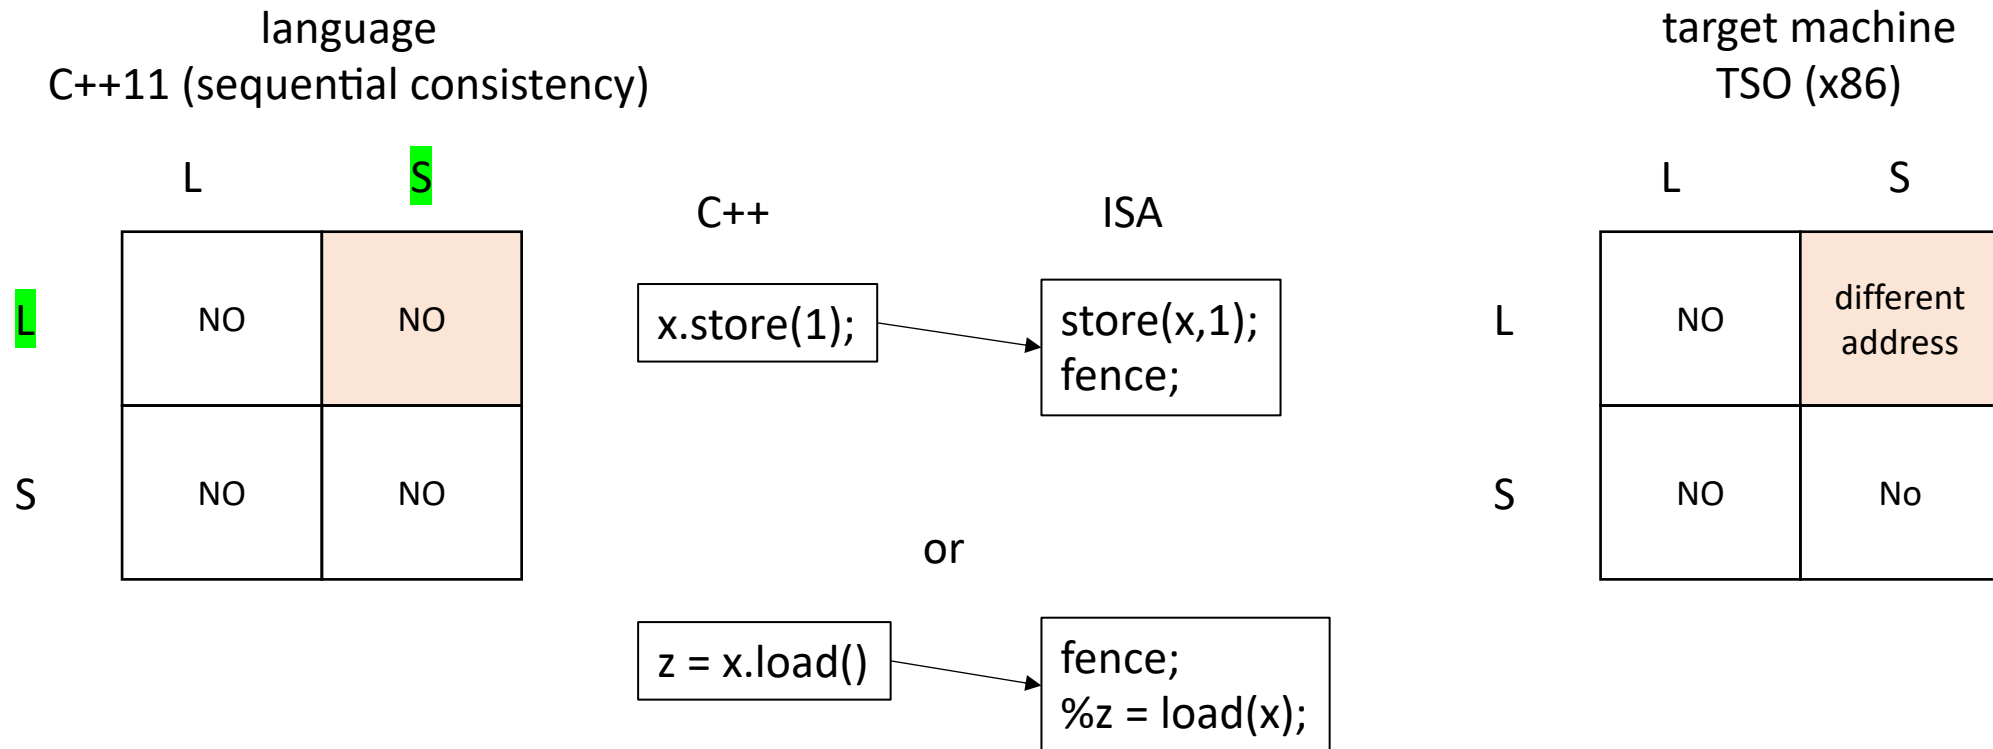 language
C++11 (sequential consistency)
L S
L NO NO
S NO NO
C++ ISA
x.store(1);
store(x,1);
fence;
or
z = x.load()
fence;
%z = load(x);
target machine
TSO (x86)
L S
L NO different
address
S NO No